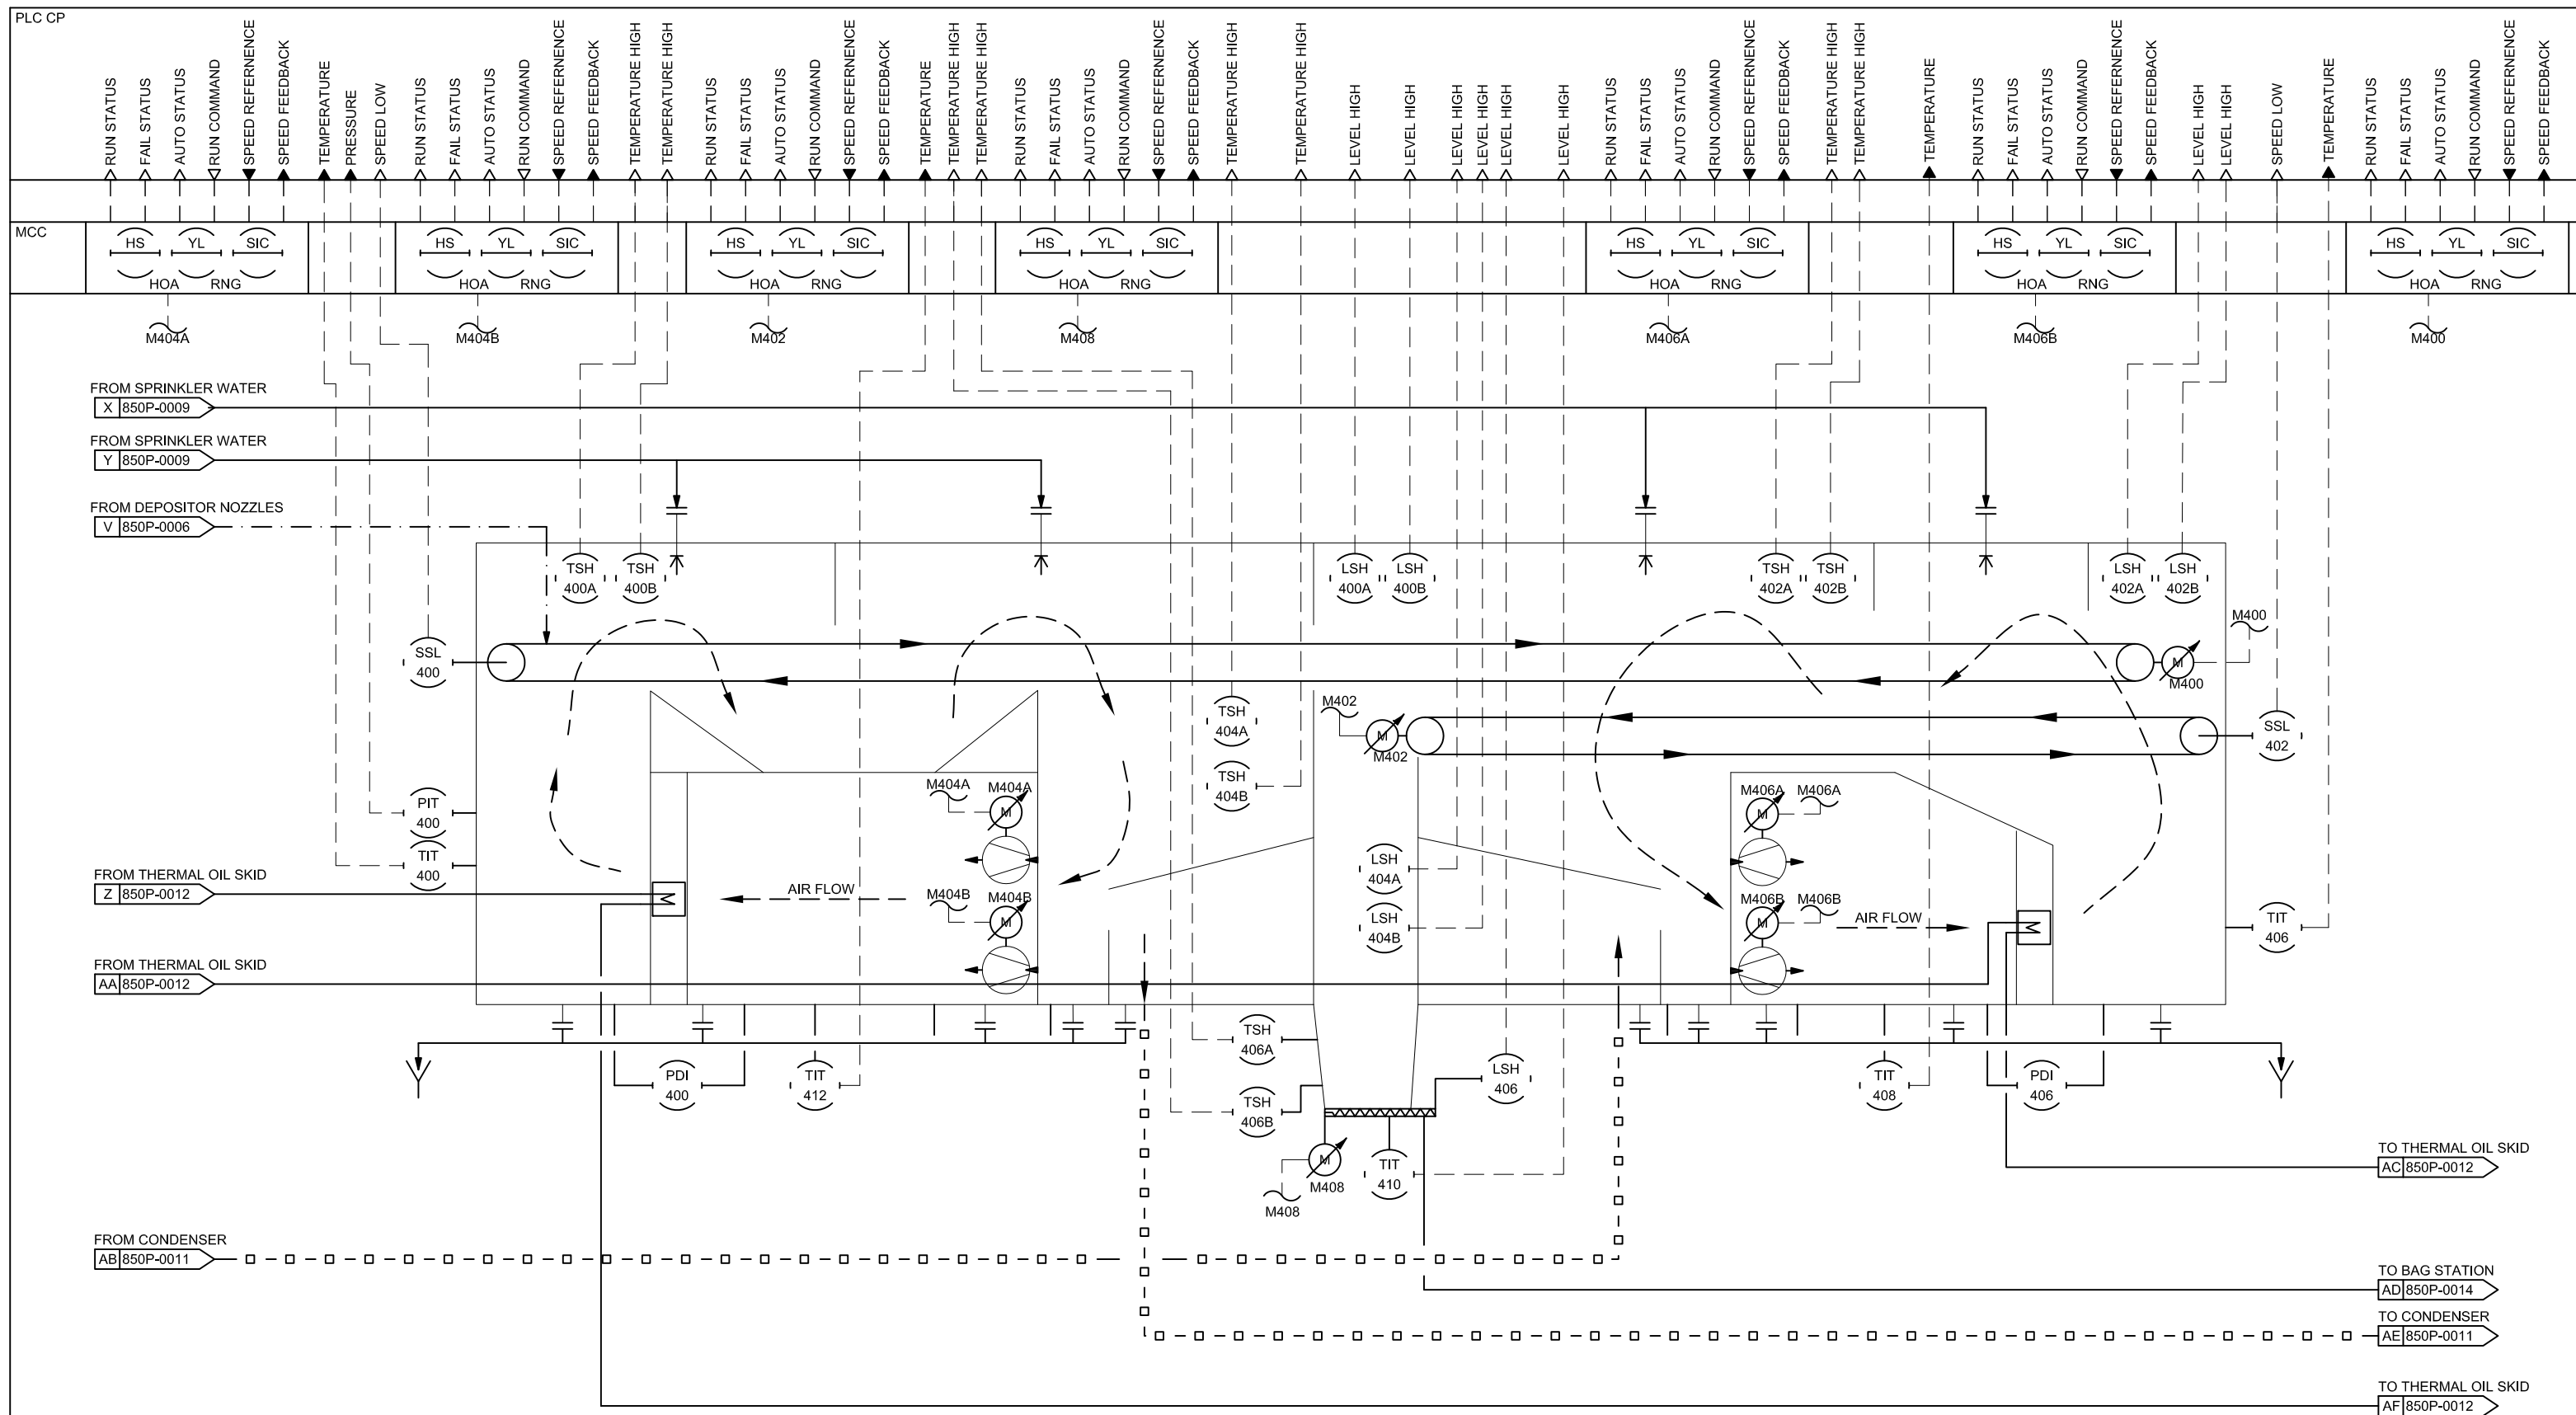 PLC CP
RUN STATUS
FAIL STATUS
AUTO STATUS
RUN COMMAND
SPEED REFERNENCE
SPEED FEEDBACK
TEMPERATURE
PRESSURE
SPEED LOW
RUN STATUS
FAIL STATUS
AUTO STATUS
RUN COMMAND
SPEED REFERNENCE
SPEED FEEDBACK
TEMPERATURE HIGH
TEMPERATURE HIGH
RUN STATUS
FAIL STATUS
AUTO STATUS
RUN COMMAND
SPEED REFERNENCE
SPEED FEEDBACK
TEMPERATURE
TEMPERATURE HIGH
TEMPERATURE HIGH
RUN STATUS
FAIL STATUS
AUTO STATUS
RUN COMMAND
SPEED REFERNENCE
SPEED FEEDBACK
TEMPERATURE HIGH
TEMPERATURE HIGH
LEVEL HIGH
LEVEL HIGH
LEVEL HIGH
LEVEL HIGH
LEVEL HIGH
LEVEL HIGH
RUN STATUS
FAIL STATUS
AUTO STATUS
RUN COMMAND
SPEED REFERNENCE
SPEED FEEDBACK
TEMPERATURE HIGH
TEMPERATURE HIGH
TEMPERATURE
RUN STATUS
FAIL STATUS
AUTO STATUS
RUN COMMAND
SPEED REFERNENCE
SPEED FEEDBACK
LEVEL HIGH
LEVEL HIGH
SPEED LOW
TEMPERATURE
RUN STATUS
FAIL STATUS
AUTO STATUS
RUN COMMAND
SPEED REFERNENCE
SPEED FEEDBACK
MCC
HS YL SIC
HOA RNG
M404A
HS YL SIC
HOA RNG
M404B
HS YL SIC
HOA RNG
M402
HS YL SIC
HOA RNG
M408
HS YL SIC
HOA RNG
M406A
HS YL SIC
HOA RNG
M406B
HS YL SIC
HOA RNG
M400
FROM SPRINKLER WATER
X 850P-0009
FROM SPRINKLER WATER
Y 850P-0009
FROM DEPOSITOR NOZZLES
V 850P-0006
TSH
400A
TSH
400B
LSH
400A
LSH
400B
TSH
402A
TSH
402B
LSH
402A
LSH
402B
SSL
400
M400
M
M400
TSH
404A
M402
M
M402
SSL
402
TSH
404B
PIT
400
M404A
M404A
M
M406A
M406A
M
TIT
400
LSH
404A
FROM THERMAL OIL SKID
Z 850P-0012
AIR FLOW
M404B
M404B
M
LSH
404B
M406B
M406B
M
AIR FLOW
TIT
406
FROM THERMAL OIL SKID
AA 850P-0012
TSH
406A
PDI
400
TIT
412
TSH
406B
LSH
406
TIT
408
PDI
406
M
M408
M408
TIT
410
TO THERMAL OIL SKID
AC 850P-0012
FROM CONDENSER
AB 850P-0011
TO BAG STATION
AD 850P-0014
TO CONDENSER
AE 850P-0011
TO THERMAL OIL SKID
AF 850P-0012